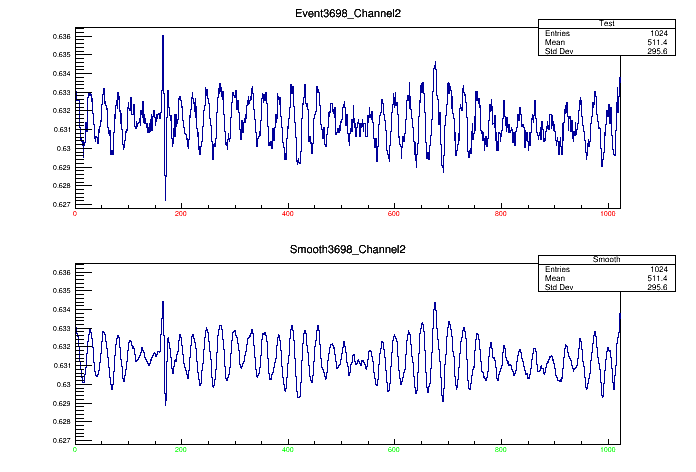 Event3698_Channel2
Test
Entries 1024
Mean 511.4
Std Dev 295.6
0.636
0.635
0.634
0.633
0.632
0.631
0.63
0.629
0.628
0.627
0 200 400 600 800 1000
Smooth3698_Channel2
Smooth
Entries 1024
Mean 511.4
Std Dev 295.6
0.636
0.635
0.634
0.633
0.632
0.631
0.63
0.629
0.628
0.627
0 200 400 600 800 1000